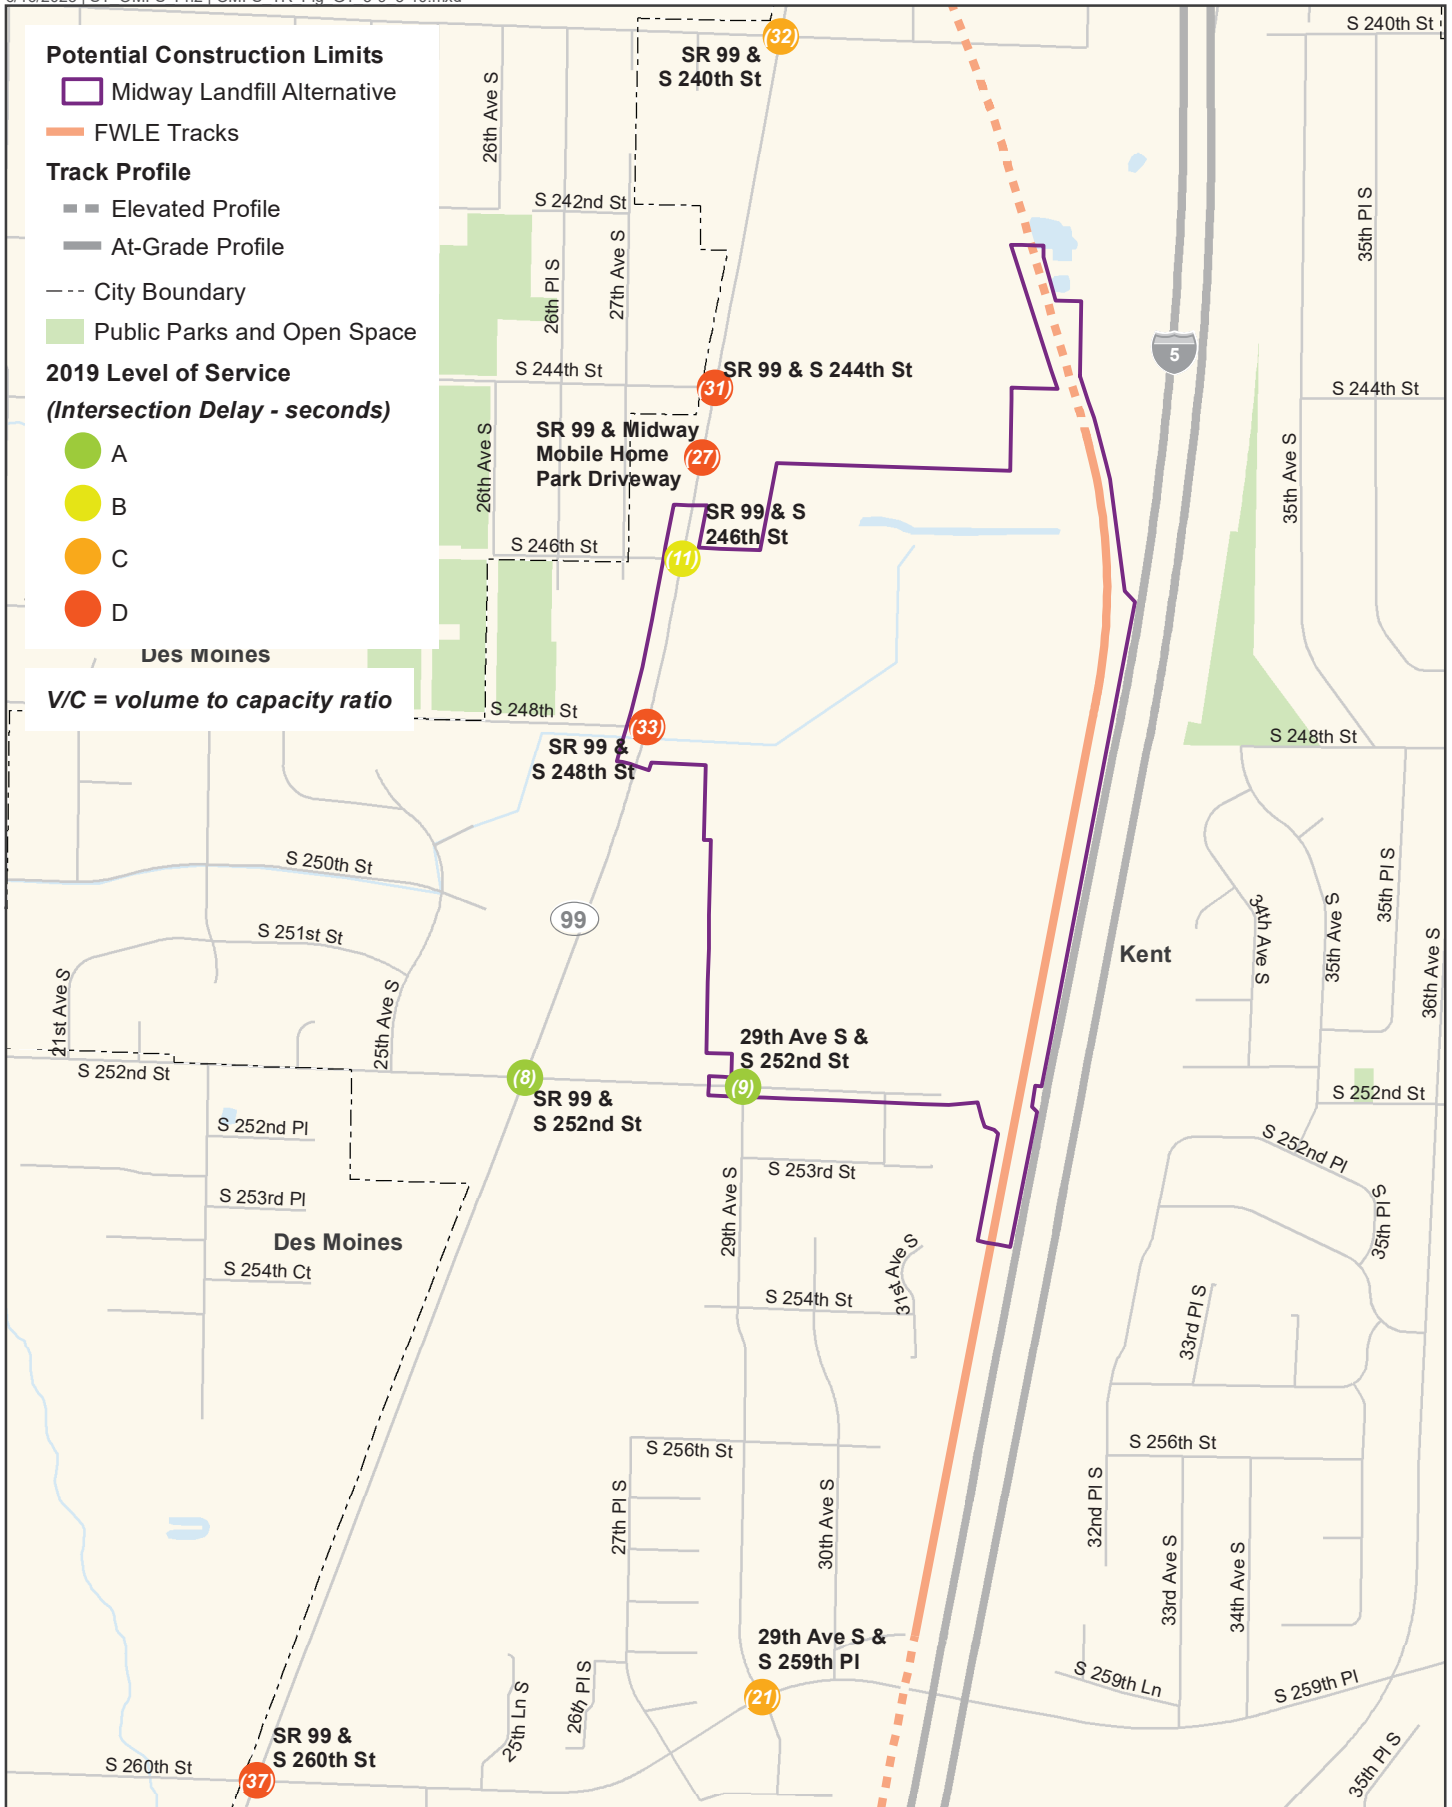 Potential Construction Limits
Midway Landfill Alternative
FWLE Tracks
Track Profile
Elevated Profile
At-Grade Profile
City Boundary
Public Parks and Open Space
2019 Level of Service
(Intersection Delay - seconds)
A
B
C
D
Des Moines
V/C = volume to capacity ratio
S 240th St
(32)
SR 99 &
S 240th St
26th Ave S
S 242nd St
26th Pl S
27th Ave S
35th Pl S
5
S 244th St
(31)
SR 99 & S 244th St
S 244th St
SR 99 & Midway
Mobile Home
Park Driveway
(27)
26th Ave S
35th Ave S
SR 99 & S
246th St
S 246th St
(11)
S 248th St
(33)
SR 99 &
S 248th St
S 248th St
S 250th St
99
S 251st St
21st Ave S
25th Ave S
Kent
34th Ave S
35th Ave S
35th Pl S
36th Ave S
29th Ave S &
S 252nd St
S 252nd St
(8)
(9)
SR 99 &
S 252nd St
S 252nd St
S 252nd Pl
S 252nd Pl
S 253rd St
S 253rd Pl
29th Ave S
35th Pl S
Des Moines
31st Ave S
S 254th Ct
S 254th St
33rd Pl S
S 256th St
S 256th St
27th Pl S
30th Ave S
32nd Pl S
33rd Ave S
34th Ave S
29th Ave S &
S 259th Pl
(21)
S 259th Ln
S 259th Pl
25th Ln S
26th Pl S
SR 99 &
S 260th St
S 260th St
(37)
35th Pl S